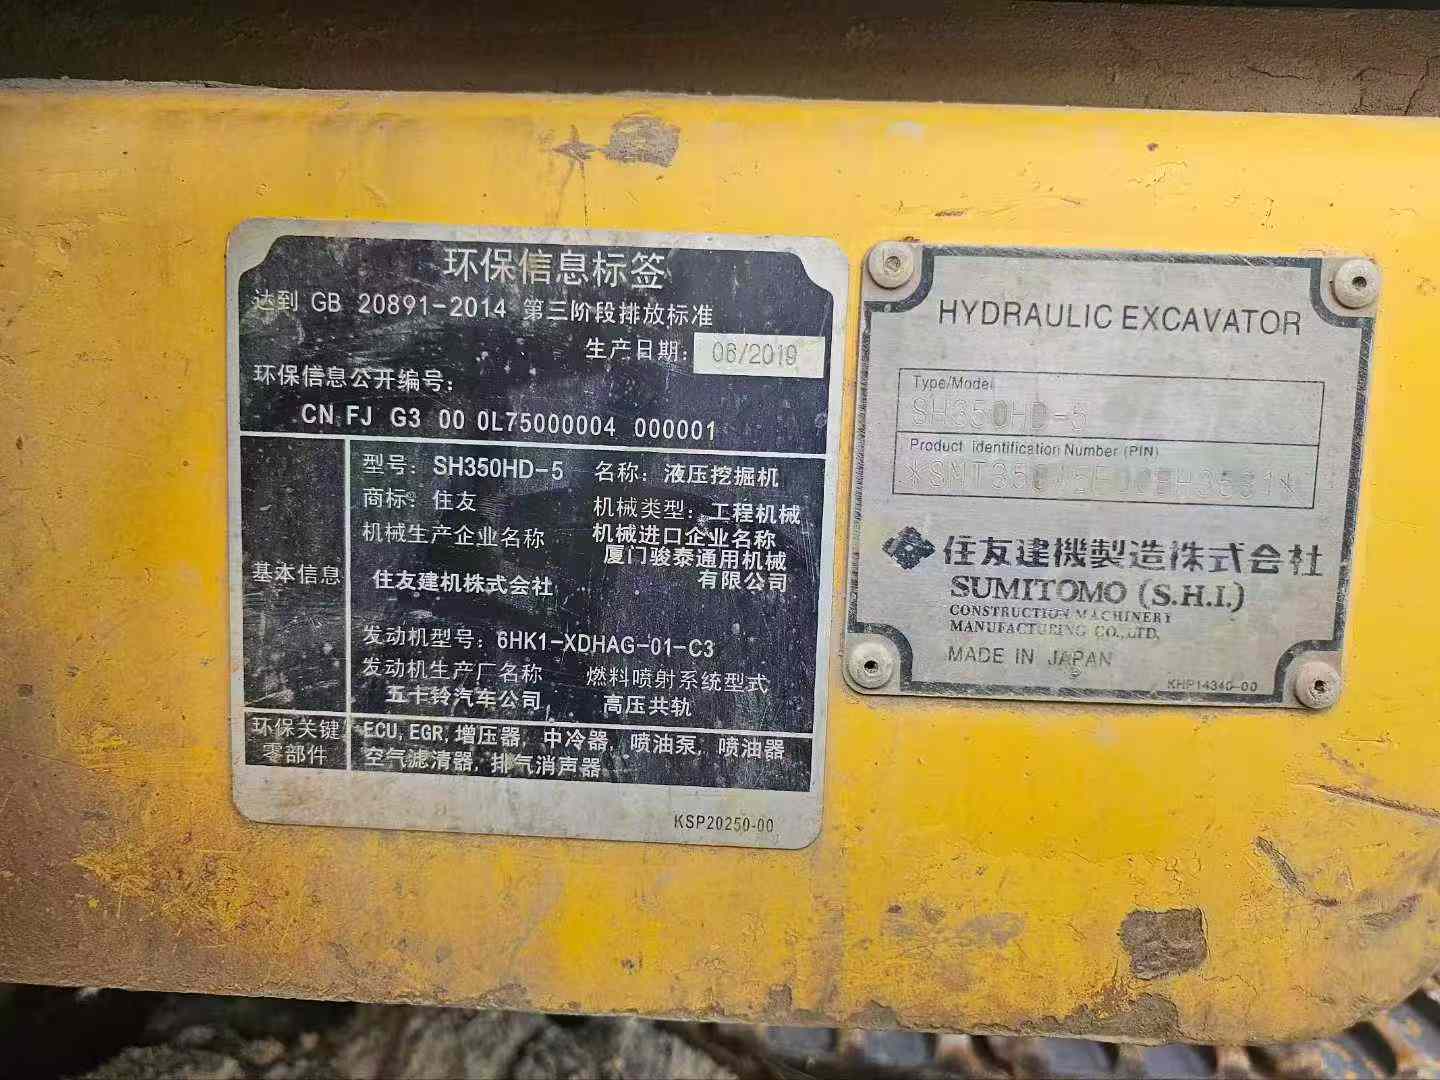 环保信息标签
达到 GB 20891-2014 第三阶段排放标准
生产日期: 06/2019
环保信息公开编号:
CN FJ G3 00 0L75000004 000001
基本信息
型号: SH350HD-5 名称: 液压挖掘机
商标: 住友 机械类型: 工程机械
机械生产企业名称 机械进口企业名称
住友建机株式会社 厦门骏泰通用机械
有限公司
发动机型号: 6HK1-XDHAG-01-C3
发动机生产厂名称 燃料喷射系统型式
五十铃汽车公司 高压共轨
环保关键
零部件
ECU, EGR, 增压器, 中冷器, 喷油泵, 喷油器
空气滤清器, 排气消声器
KSP20250-00
HYDRAULIC EXCAVATOR
Type/Model
SH350HD-5
Product Identification Number (PIN)
住友建機製造株式会社
SUMITOMO (S.H.I.)
CONSTRUCTION MACHINERY
MANUFACTURING CO., LTD.
MADE IN JAPAN
KHP14340-00